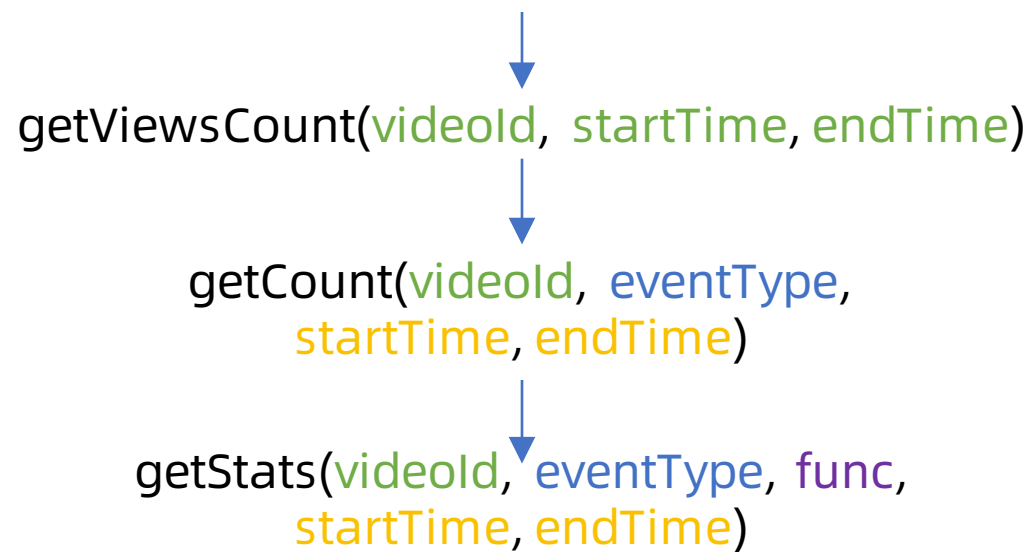 getViewsCount(videoId, startTime, endTime)
getCount(videoId, eventType,
startTime, endTime)
getStats(videoId, eventType, func,
startTime, endTime)